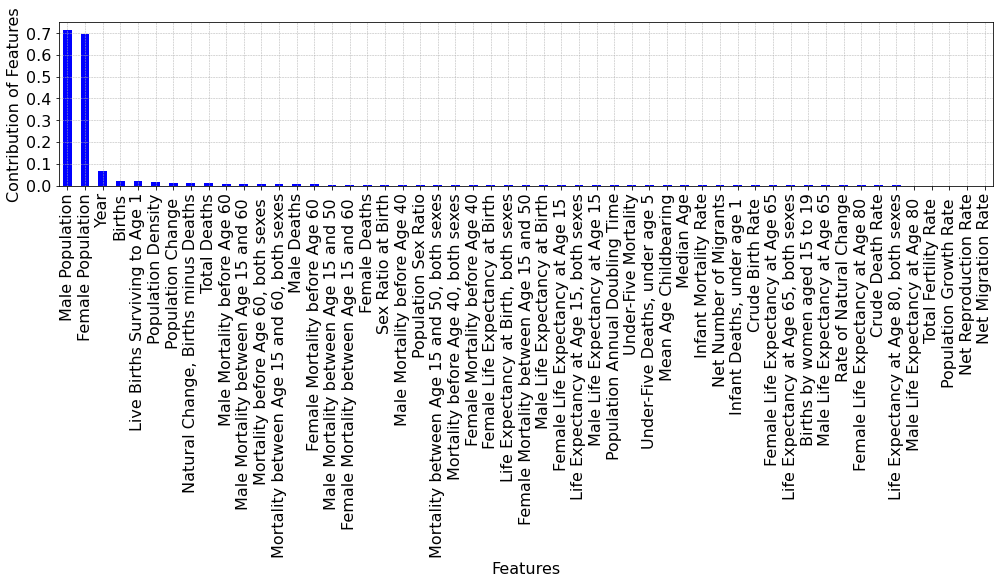 Contribution of Features
0.7
0.6
0.5
0.4
0.3
0.2
0.1
0.0
Male Population
Female Population
Year
Births
Live Births Surviving to Age 1
Population Density
Population Change
Natural Change, Births minus Deaths
Total Deaths
Male Mortality before Age 60
Male Mortality between Age 15 and 60
Mortality before Age 60, both sexes
Mortality between Age 15 and 60, both sexes
Male Deaths
Female Mortality before Age 60
Male Mortality between Age 15 and 50
Female Mortality between Age 15 and 60
Female Deaths
Sex Ratio at Birth
Male Mortality before Age 40
Population Sex Ratio
Mortality between Age 15 and 50, both sexes
Mortality before Age 40, both sexes
Female Mortality before Age 40
Female Life Expectancy at Birth
Life Expectancy at Birth, both sexes
Female Mortality between Age 15 and 50
Male Life Expectancy at Birth
Female Life Expectancy at Age 15
Life Expectancy at Age 15, both sexes
Male Life Expectancy at Age 15
Population Annual Doubling Time
Under-Five Mortality
Under-Five Deaths, under age 5
Mean Age Childbearing
Median Age
Infant Mortality Rate
Net Number of Migrants
Infant Deaths, under age 1
Crude Birth Rate
Female Life Expectancy at Age 65
Life Expectancy at Age 65, both sexes
Births by women aged 15 to 19
Male Life Expectancy at Age 65
Rate of Natural Change
Female Life Expectancy at Age 80
Crude Death Rate
Life Expectancy at Age 80, both sexes
Male Life Expectancy at Age 80
Total Fertility Rate
Population Growth Rate
Net Reproduction Rate
Net Migration Rate
Features